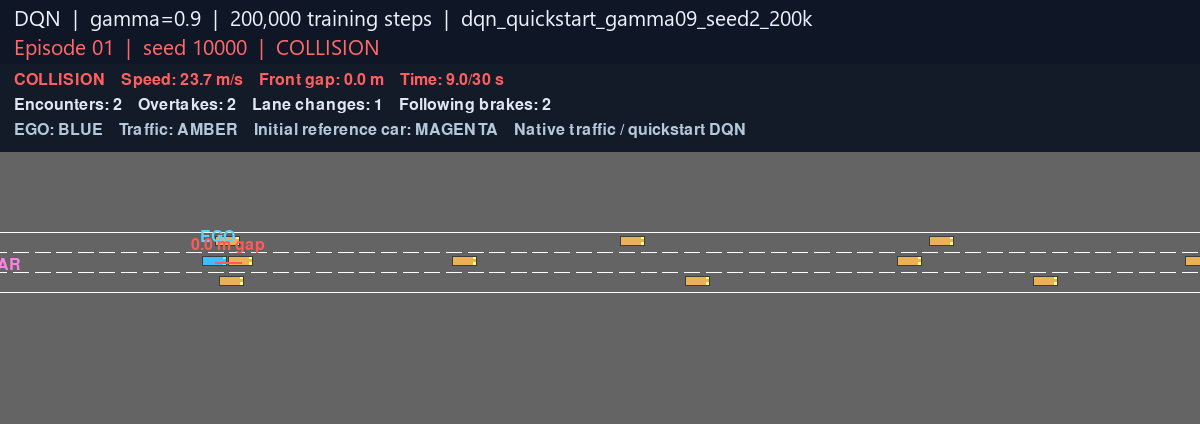 DQN | gamma=0.9 | 200,000 training steps | dqn_quickstart_gamma09_seed2_200k
Episode 01 | seed 10000 | COLLISION
COLLISION Speed: 23.7 m/s Front gap: 0.0 m Time: 9.0/30 s
Encounters: 2 Overtakes: 2 Lane changes: 1 Following brakes: 2
EGO: BLUE Traffic: AMBER Initial reference car: MAGENTA Native traffic / quickstart DQN
EGO
0.0 m gap
AR